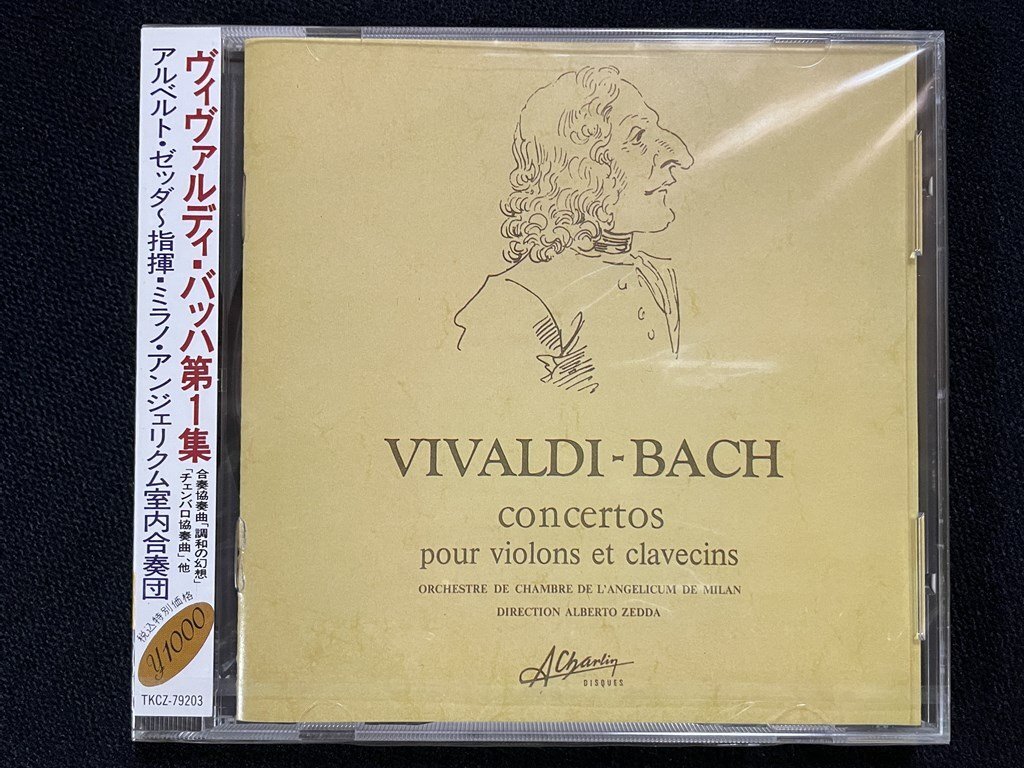 ヴィヴァルディ・バッハ第1集
合奏協奏曲「調和の幻想」
「チェンバロ協奏曲」、他
アルベルト・ゼッダ〜指揮・ミラノ・アンジェリクム室内合奏団
税込特別価格
¥1000
TKCZ-79203
VIVALDI-BACH
concertos
pour violons et clavecins
ORCHESTRE DE CHAMBRE DE L'ANGELICUM DE MILAN
DIRECTION ALBERTO ZEDDA
ACharlin
DISQUES